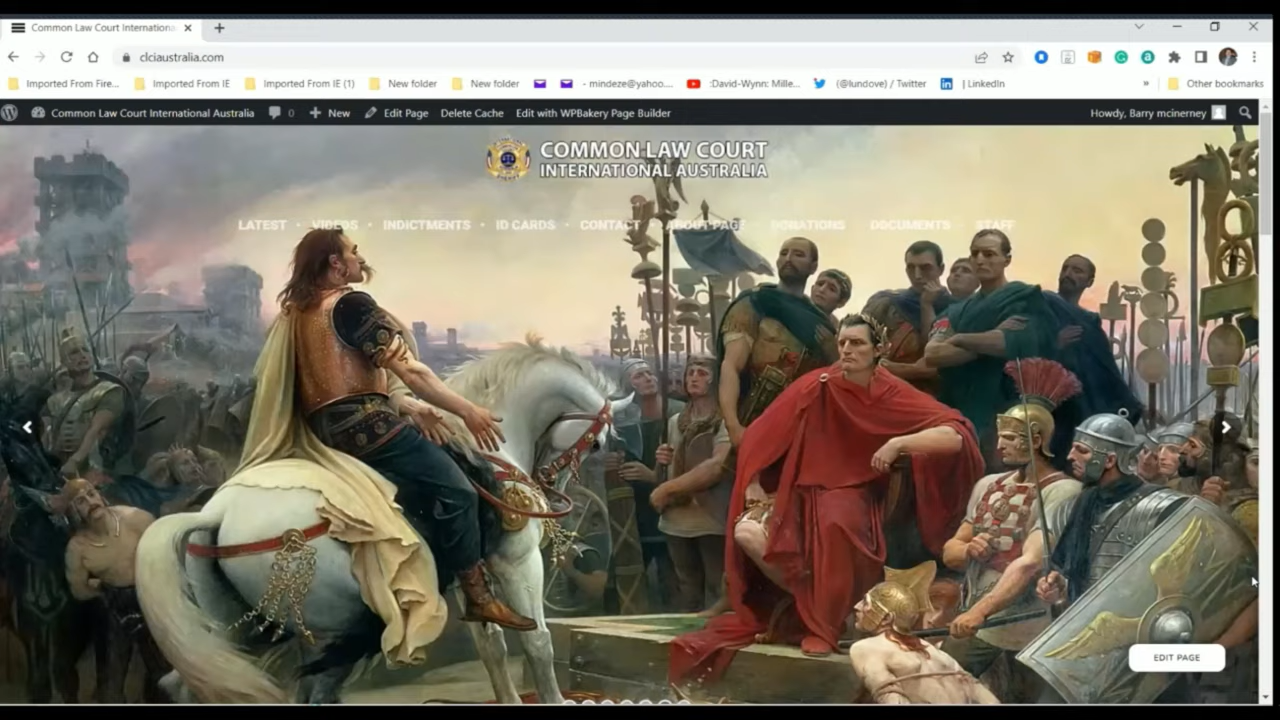 Common Law Court Internationa
clciaustralia.com
Imported From Fire... Imported From IE Imported From IE (1) New folder New folder - mindeze@yahoo.... :David-Wynn: Mille... (@lundove) / Twitter | LinkedIn » Other bookmarks
Common Law Court International Australia 0 New Edit Page Delete Cache Edit with WPBakery Page Builder Howdy, Barry mcinerney
COMMON LAW COURT
INTERNATIONAL AUSTRALIA
LATEST • VIDEOS • INDICTMENTS • ID CARDS • CONTACT • ABOUT PAGE DONATIONS DOCUMENTS STAFF
EDIT PAGE